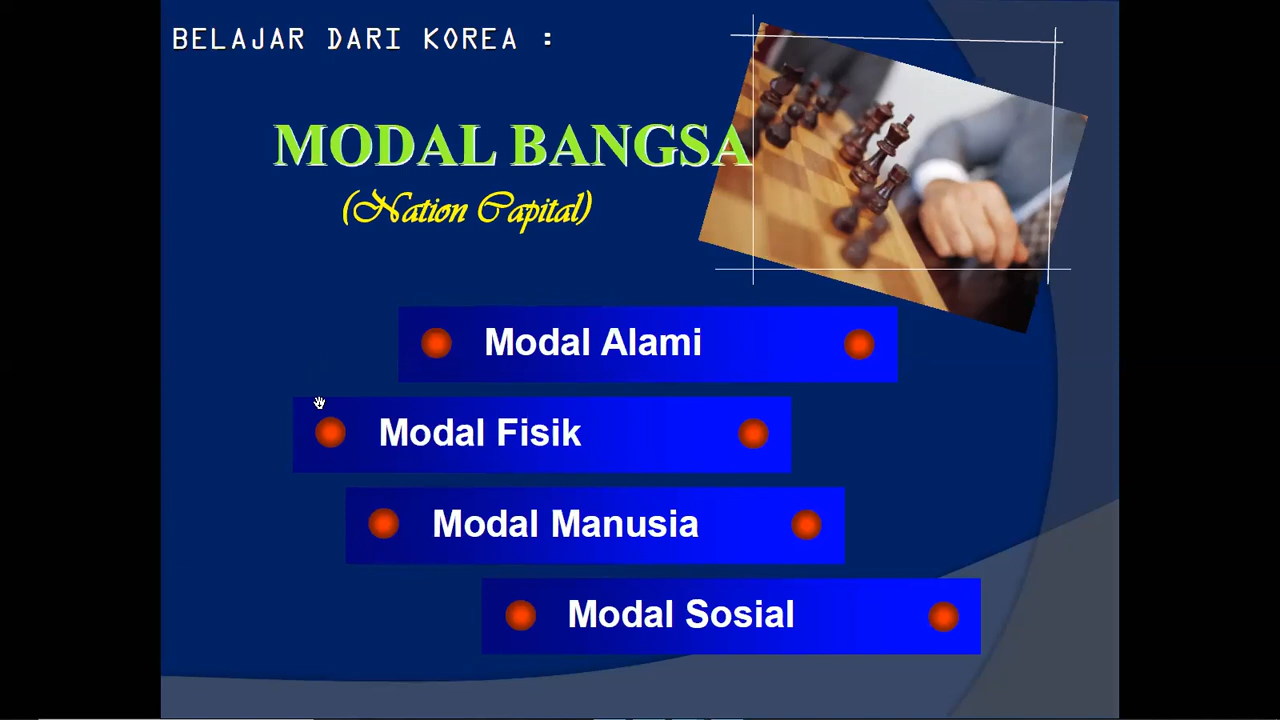 BELAJAR DARI KOREA :
MODAL BANGSA
(Nation Capital)
Modal Alami
Modal Fisik
Modal Manusia
Modal Sosial